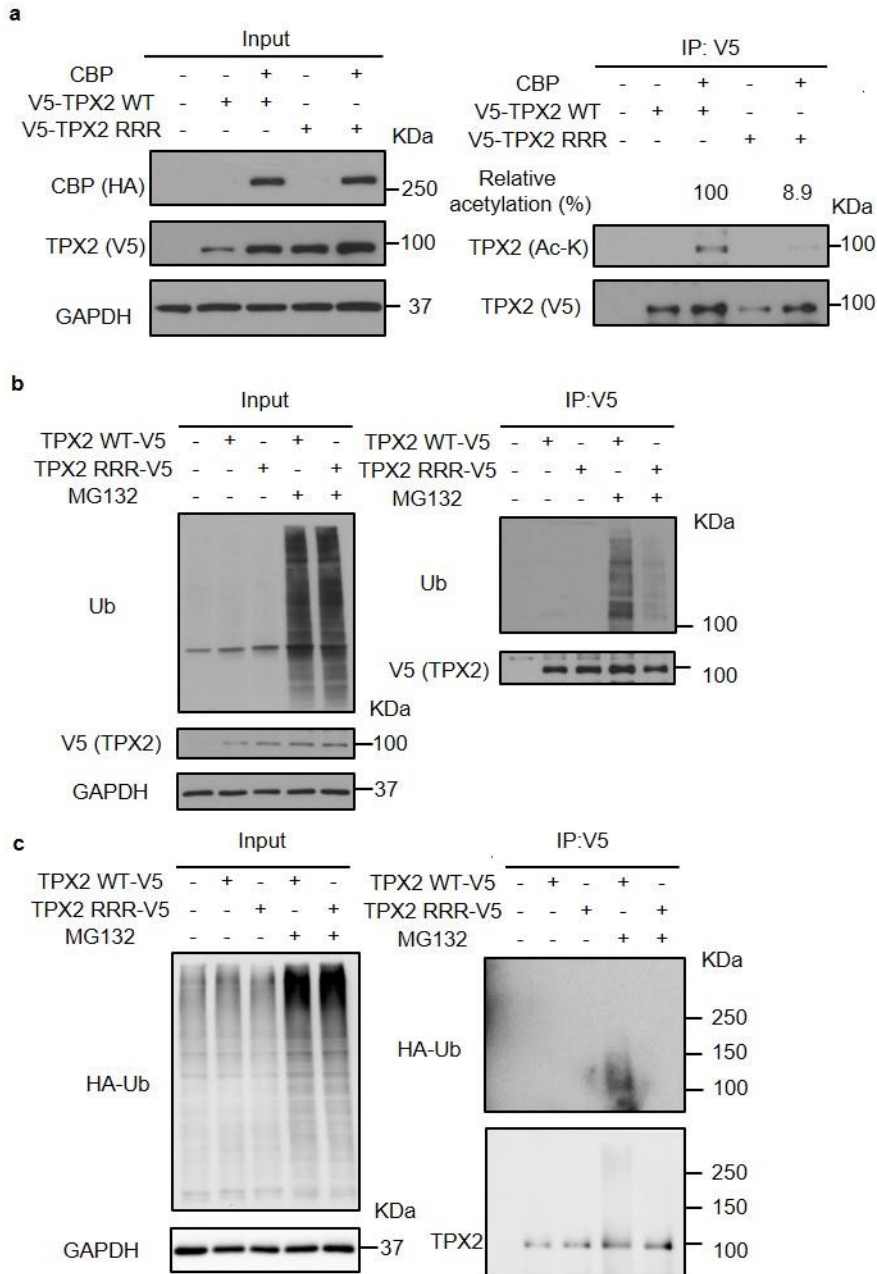 a
Input
CBP - - + - +
V5-TPX2 WT - + + - -
V5-TPX2 RRR - - - + +
KDa
CBP (HA)
250
TPX2 (V5)
100
GAPDH
37
IP: V5
CBP - - + - +
V5-TPX2 WT - + + - -
V5-TPX2 RRR - - - + +
Relative
acetylation (%) 100 8.9
KDa
TPX2 (Ac-K)
100
TPX2 (V5)
100
b
Input
TPX2 WT-V5 - + - + -
TPX2 RRR-V5 - - + - +
MG132 - - - + +
Ub
KDa
V5 (TPX2)
100
GAPDH
37
IP:V5
TPX2 WT-V5 - + - + -
TPX2 RRR-V5 - - + - +
MG132 - - - + +
KDa
Ub
100
V5 (TPX2)
100
c
Input
TPX2 WT-V5 - + - + -
TPX2 RRR-V5 - - + - +
MG132 - - - + +
HA-Ub
KDa
GAPDH
37
IP:V5
TPX2 WT-V5 - + - + -
TPX2 RRR-V5 - - + - +
MG132 - - - + +
KDa
250
HA-Ub
150
100
250
150
TPX2
100